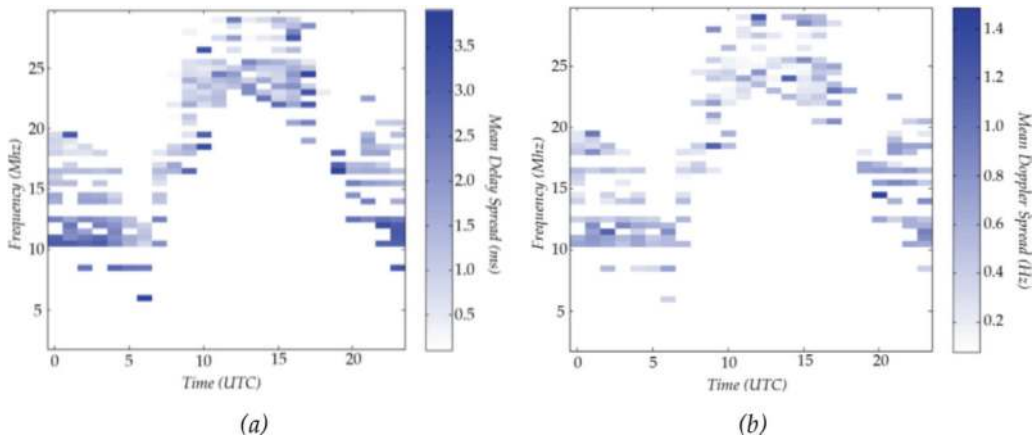 25
20
15
10
5
Frequency (Mhz)
0 5 10 15 20
Time (UTC)
3.5
3.0
2.5
2.0
1.5
1.0
0.5
Mean Delay Spread (ms)
(a)
25
20
15
10
5
Frequency (Mhz)
0 5 10 15 20
Time (UTC)
1.4
1.2
1.0
0.8
0.6
0.4
0.2
Mean Doppler Spread (Hz)
(b)